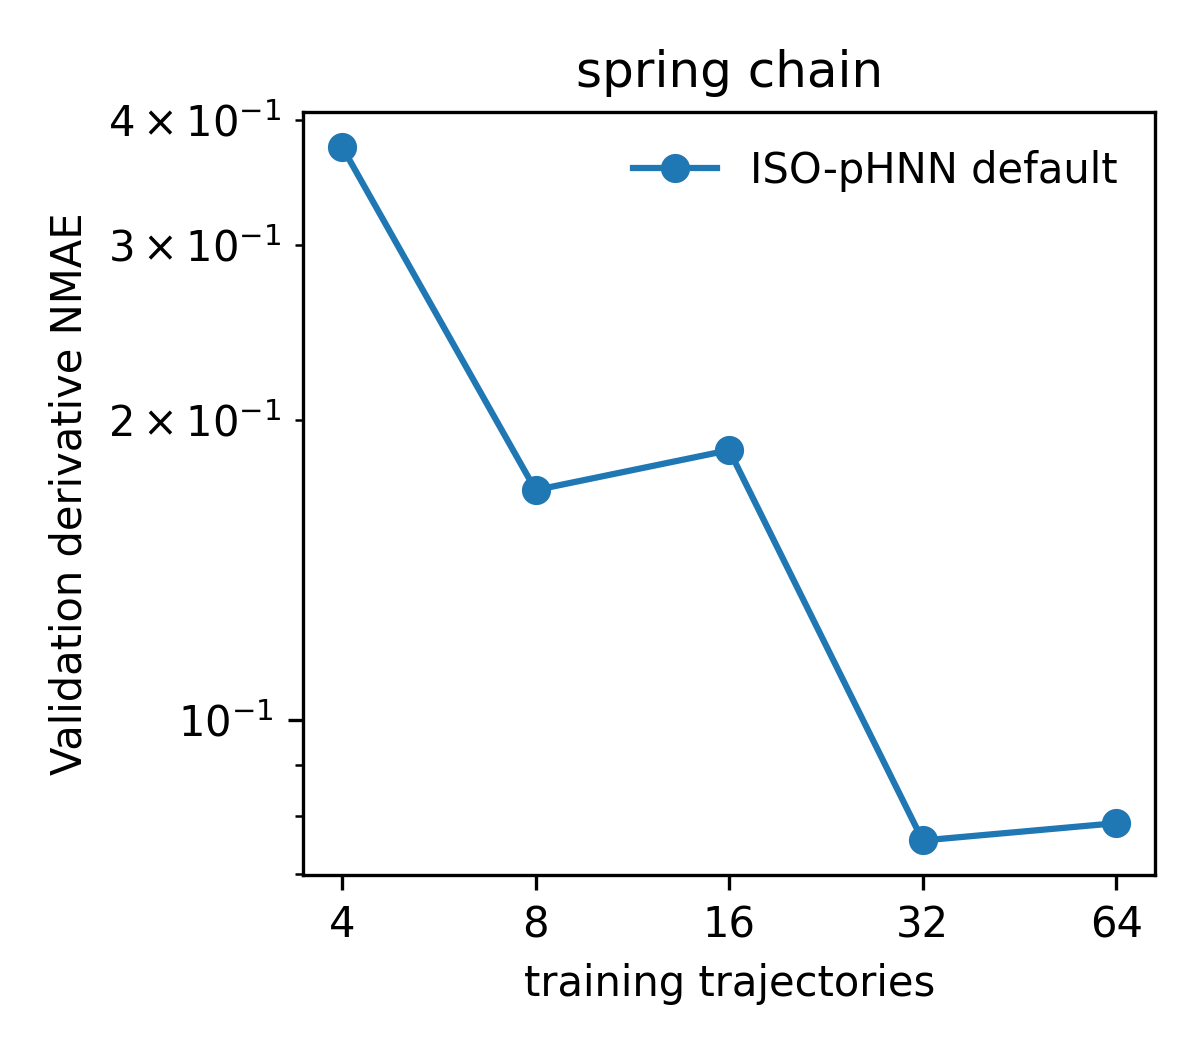 spring chain
ISO-pHNN default
Validation derivative NMAE
4 × 10⁻¹
3 × 10⁻¹
2 × 10⁻¹
10⁻¹
4 8 16 32 64
training trajectories